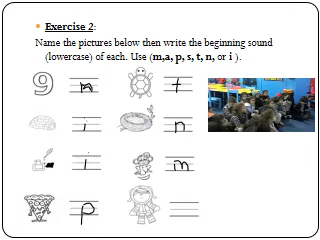 Exercise 2:
Name the pictures below then write the beginning sound
(lowercase) of each. Use (m,a, p, s, t, n, or i ).
9 n t
i n
i m
p